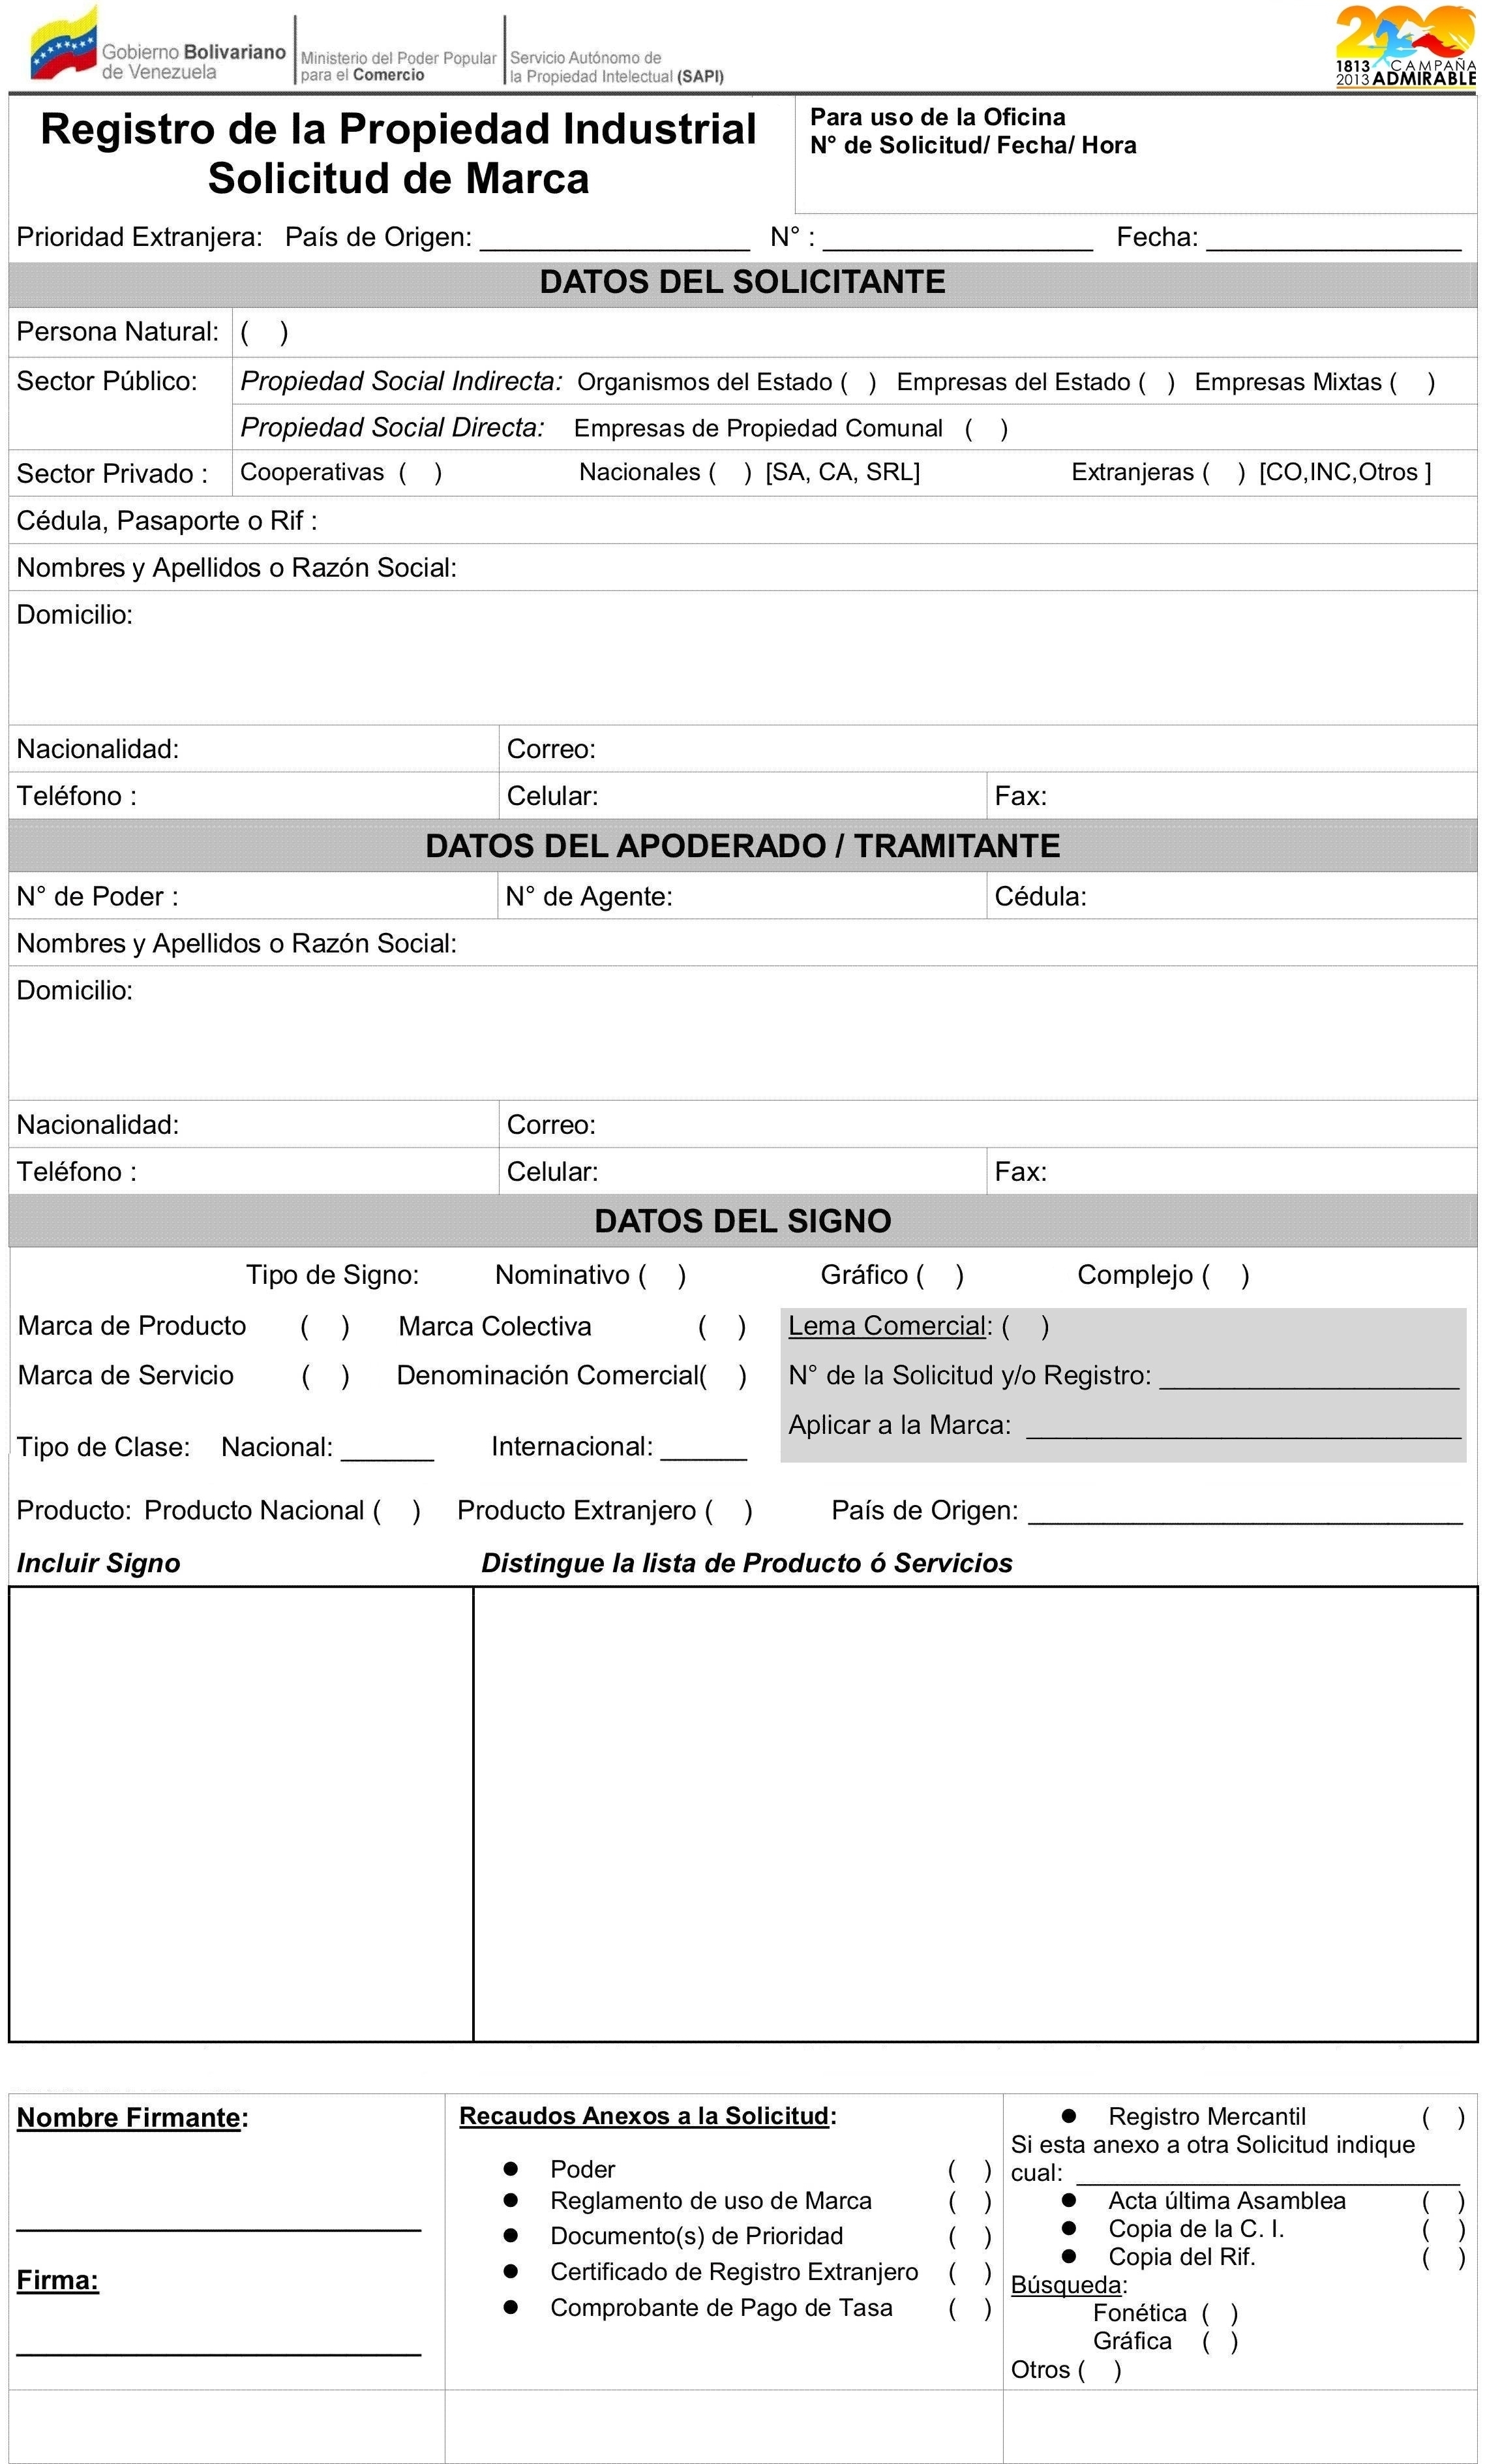 Gobierno Bolivariano
de Venezuela
Ministerio del Poder Popular
para el Comercio
Servicio Autónomo de
la Propiedad Intelectual (SAPI)
200
1813 CAMPAÑA
2013 ADMIRABLE
Registro de la Propiedad Industrial
Solicitud de Marca
Para uso de la Oficina
N° de Solicitud/ Fecha/ Hora
Prioridad Extranjera: País de Origen: __________________ N° : __________________ Fecha: _________________
DATOS DEL SOLICITANTE
Persona Natural: ( )
Sector Público: Propiedad Social Indirecta: Organismos del Estado ( ) Empresas del Estado ( ) Empresas Mixtas ( )
Propiedad Social Directa: Empresas de Propiedad Comunal ( )
Sector Privado : Cooperativas ( ) Nacionales ( ) [SA, CA, SRL] Extranjeras ( ) [CO,INC,Otros ]
Cédula, Pasaporte o Rif :
Nombres y Apellidos o Razón Social:
Domicilio:
Nacionalidad: Correo:
Teléfono : Celular: Fax:
DATOS DEL APODERADO / TRAMITANTE
N° de Poder : N° de Agente: Cédula:
Nombres y Apellidos o Razón Social:
Domicilio:
Nacionalidad: Correo:
Teléfono : Celular: Fax:
DATOS DEL SIGNO
Tipo de Signo: Nominativo ( ) Gráfico ( ) Complejo ( )
Marca de Producto ( ) Marca Colectiva ( ) Lema Comercial: ( )
Marca de Servicio ( ) Denominación Comercial( ) N° de la Solicitud y/o Registro: ____________________
Aplicar a la Marca: _____________________________
Tipo de Clase: Nacional: ______ Internacional: ______
Producto: Producto Nacional ( ) Producto Extranjero ( ) País de Origen: _____________________________
Incluir Signo Distingue la lista de Producto ó Servicios
Nombre Firmante:
___________________________
Firma:
___________________________
Recaudos Anexos a la Solicitud:
● Poder ( )
● Reglamento de uso de Marca ( )
● Documento(s) de Prioridad ( )
● Certificado de Registro Extranjero ( )
● Comprobante de Pago de Tasa ( )
● Registro Mercantil ( )
Si esta anexo a otra Solicitud indique
cual: ____________________________
● Acta última Asamblea ( )
● Copia de la C. I. ( )
● Copia del Rif. ( )
Búsqueda:
Fonética ( )
Gráfica ( )
Otros ( )